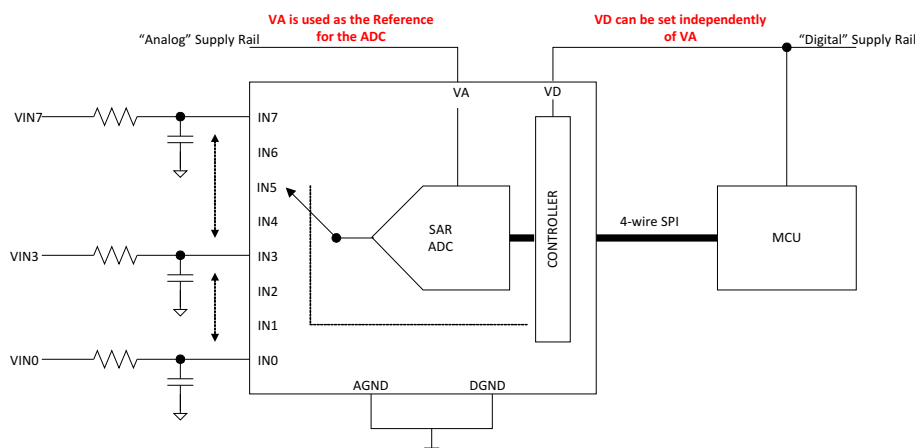 VA is used as the Reference
for the ADC
VD can be set independently
of VA
“Analog” Supply Rail
“Digital” Supply Rail
VA
VD
VIN7
IN7
IN6
IN5
IN4
VIN3
IN3
IN2
IN1
VIN0
IN0
SAR
ADC
CONTROLLER
4-wire SPI
MCU
AGND
DGND